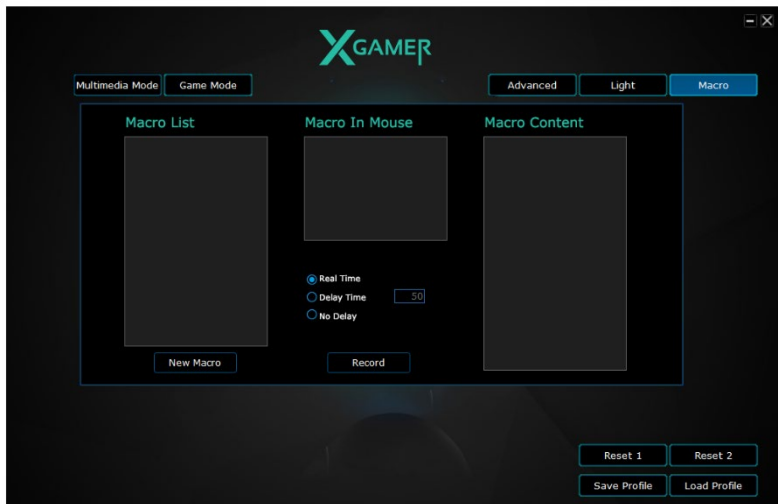 XGAMER
Multimedia Mode
Game Mode
Advanced
Light
Macro
Macro List
Macro In Mouse
Macro Content
Real Time
Delay Time
50
No Delay
New Macro
Record
Reset 1
Reset 2
Save Profile
Load Profile